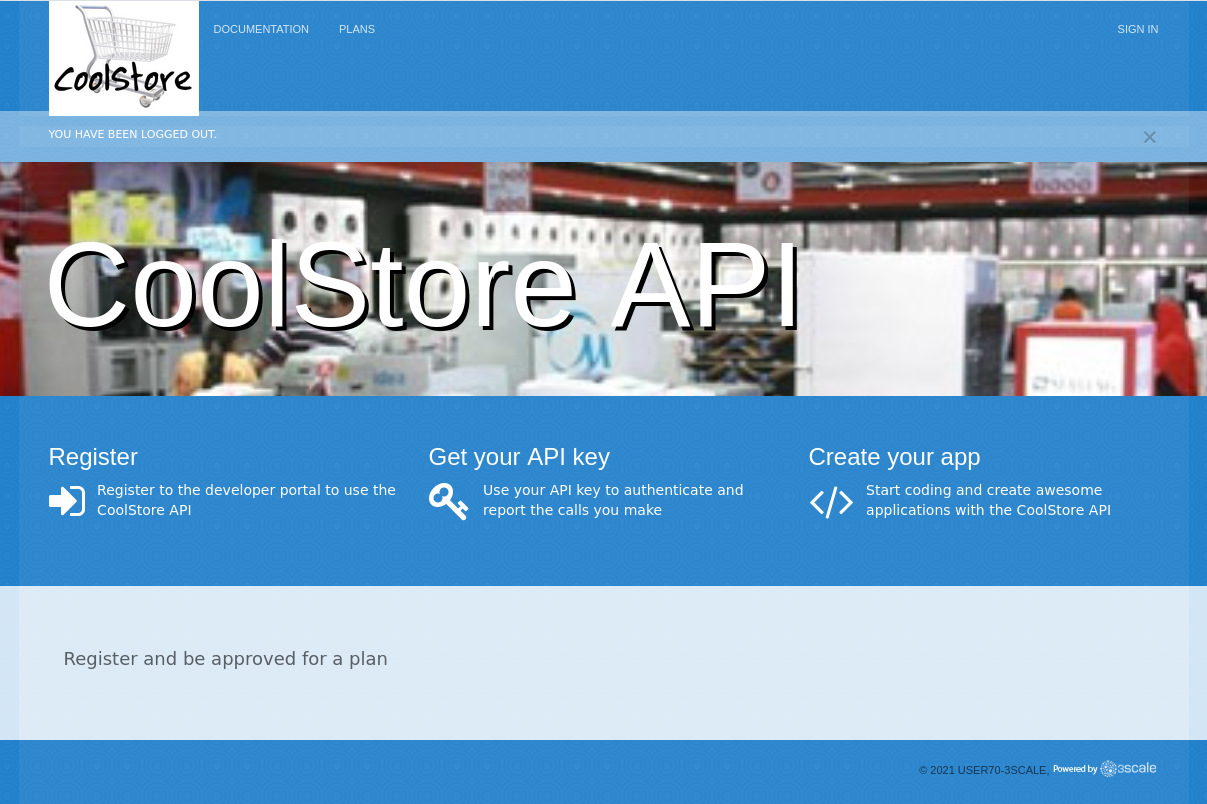 CoolStore
DOCUMENTATION
PLANS
SIGN IN
YOU HAVE BEEN LOGGED OUT.
CoolStore API
idea
Register
Register to the developer portal to use the
CoolStore API
Get your API key
Use your API key to authenticate and
report the calls you make
Create your app
Start coding and create awesome
applications with the CoolStore API
Register and be approved for a plan
© 2021 USER70-3SCALE. Powered by 3scale